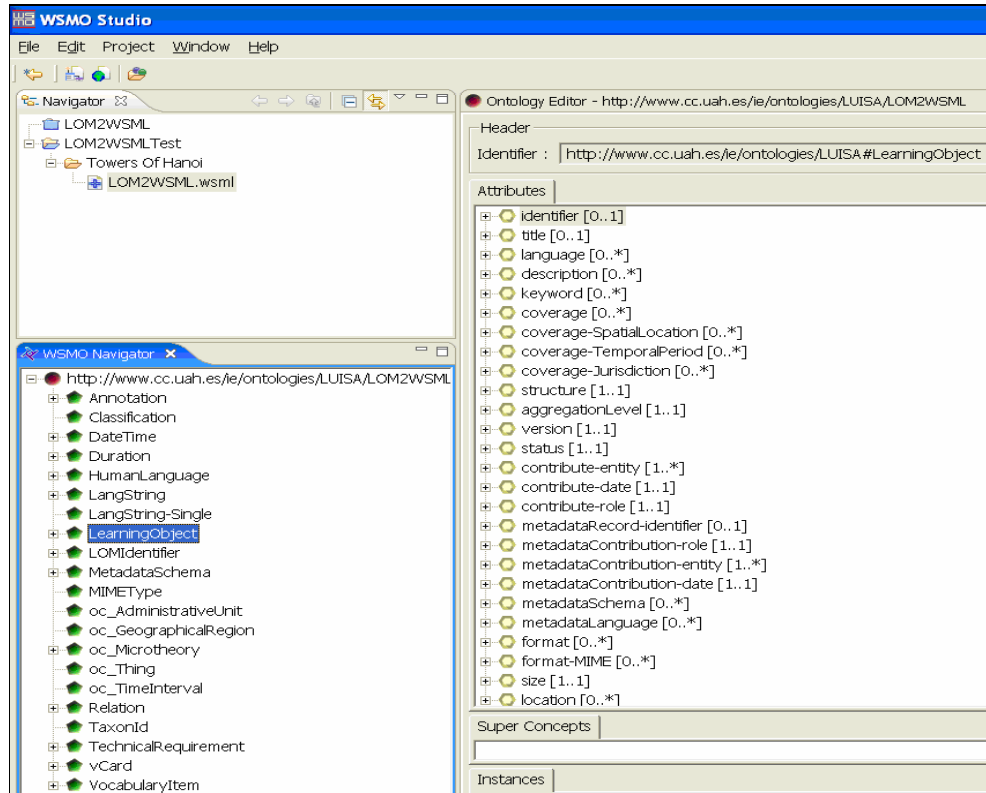 WSMO Studio
File Edit Project Window Help
Navigator
LOM2WSML
LOM2WSMLTest
Towers Of Hanoi
LOM2WSML.wsml
WSMO Navigator
http://www.cc.uah.es/ie/ontologies/LUISA/LOM2WSML
Annotation
Classification
DateTime
Duration
HumanLanguage
LangString
LangString-Single
LearningObject
LOMIdentifier
MetadataSchema
MIMEType
oc_AdministrativeUnit
oc_GeographicalRegion
oc_Microtheory
oc_Thing
oc_TimeInterval
Relation
TaxonId
TechnicalRequirement
vCard
VocabularyItem
Ontology Editor - http://www.cc.uah.es/ie/ontologies/LUISA/LOM2WSML
Header
Identifier : http://www.cc.uah.es/ie/ontologies/LUISA#LearningObject
Attributes
identifier [0..1]
title [0..1]
language [0..*]
description [0..*]
keyword [0..*]
coverage [0..*]
coverage-SpatialLocation [0..*]
coverage-TemporalPeriod [0..*]
coverage-Jurisdiction [0..*]
structure [1..1]
aggregationLevel [1..1]
version [1..1]
status [1..1]
contribute-entity [1..*]
contribute-date [1..1]
contribute-role [1..1]
metadataRecord-identifier [0..1]
metadataContribution-role [1..1]
metadataContribution-entity [1..*]
metadataContribution-date [1..1]
metadataSchema [0..*]
metadataLanguage [0..*]
format [0..*]
format-MIME [0..*]
size [1..1]
location [0..*]
Super Concepts
Instances